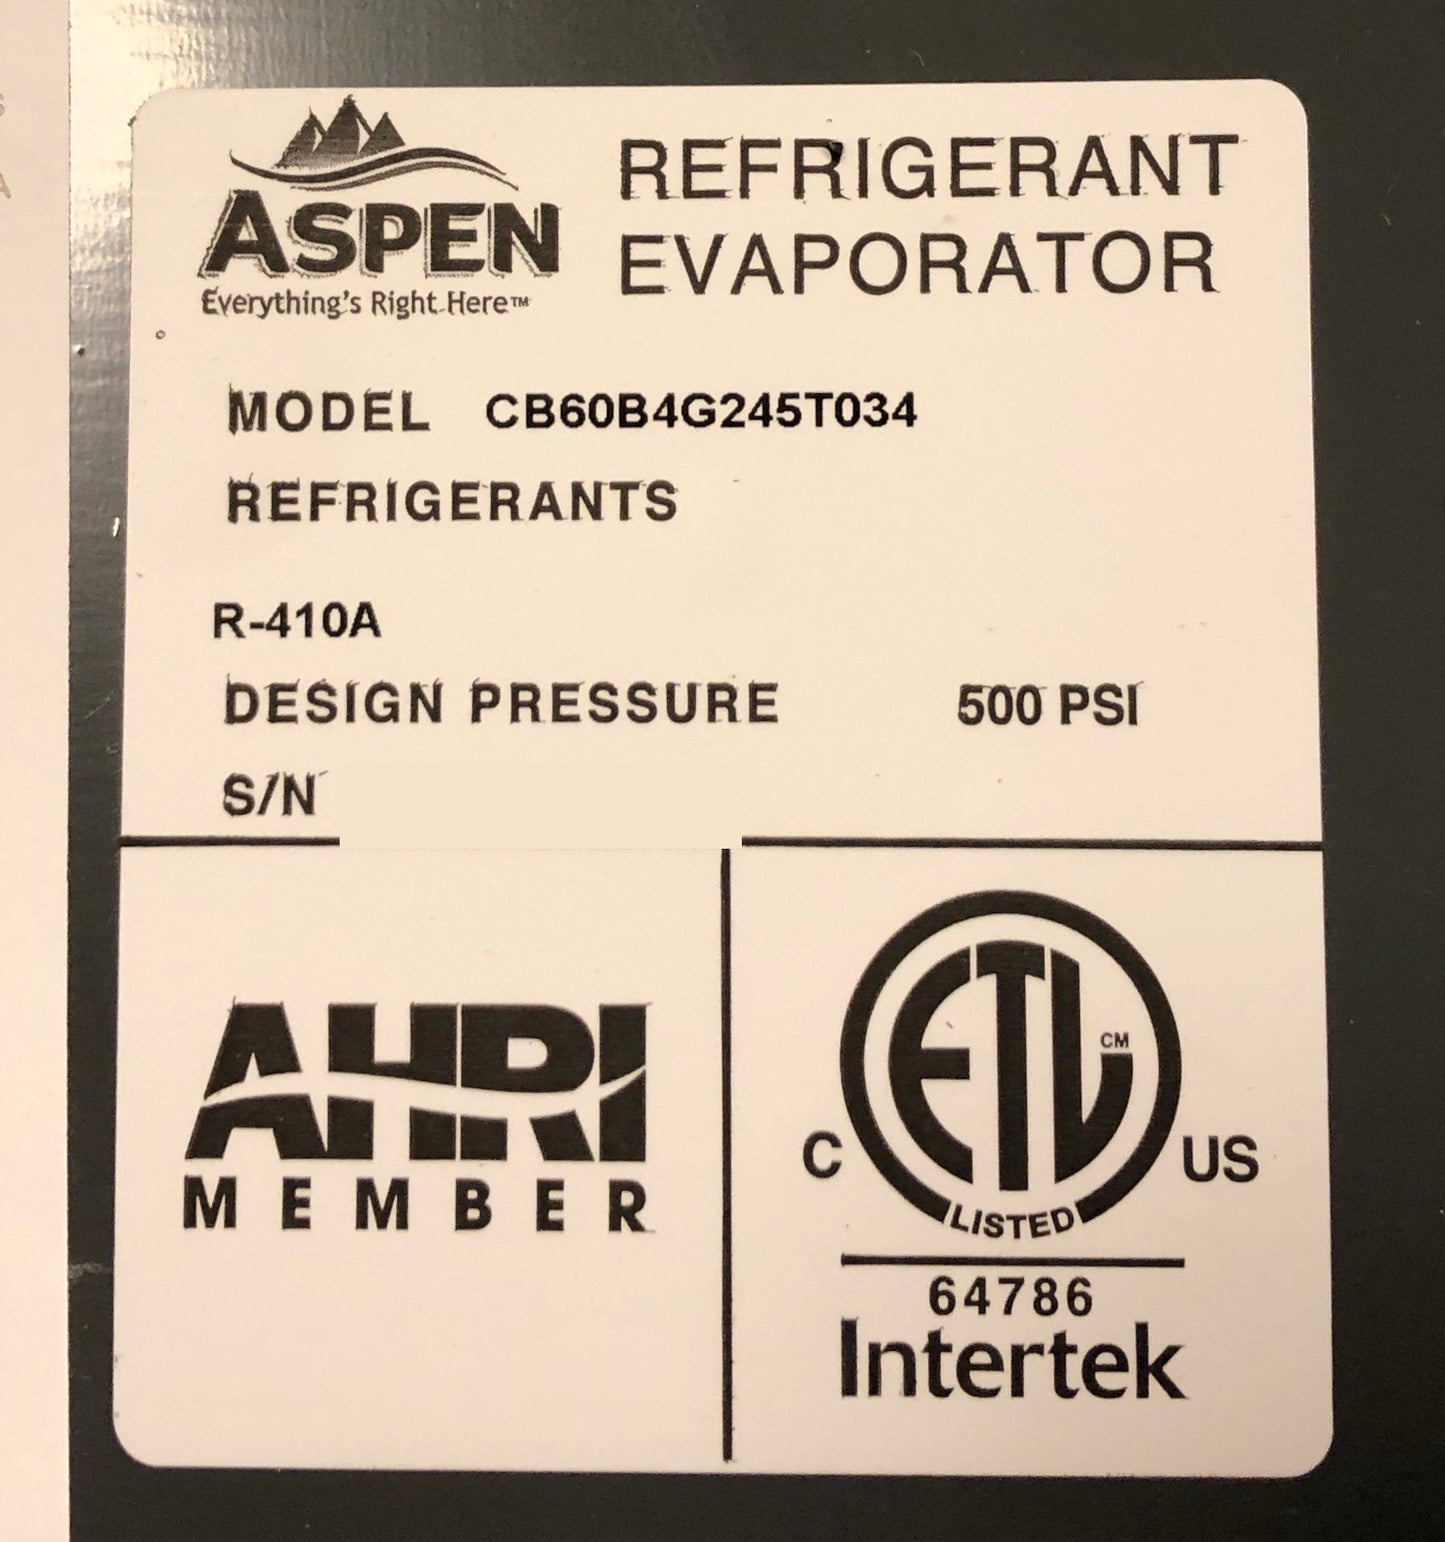 ASPEN
Everything's Right Here™
REFRIGERANT
EVAPORATOR
MODEL CB60B4G245T034
REFRIGERANTS
R-410A
DESIGN PRESSURE 500 PSI
S/N
AHRI
MEMBER
ETL CM
C US
LISTED
64786
Intertek